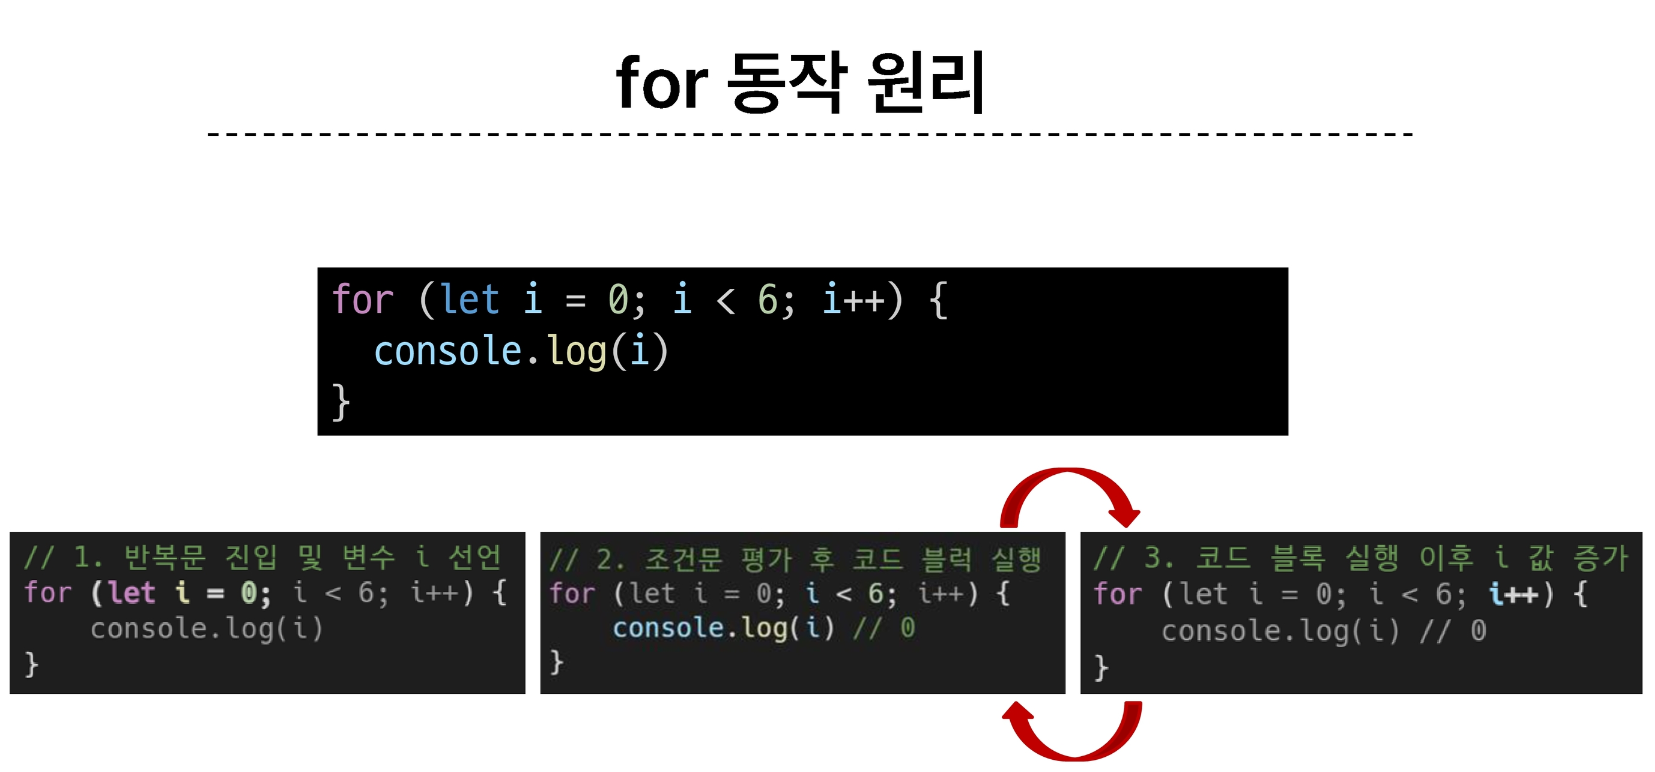 for 동작 원리
for (let i = 0; i < 6; i++) {
  console.log(i)
}
// 1. 반복문 진입 및 변수 i 선언
for (let i = 0; i < 6; i++) {
    console.log(i)
}
// 2. 조건문 평가 후 코드 블럭 실행
for (let i = 0; i < 6; i++) {
    console.log(i) // 0
}
// 3. 코드 블록 실행 이후 i 값 증가
for (let i = 0; i < 6; i++) {
    console.log(i) // 0
}